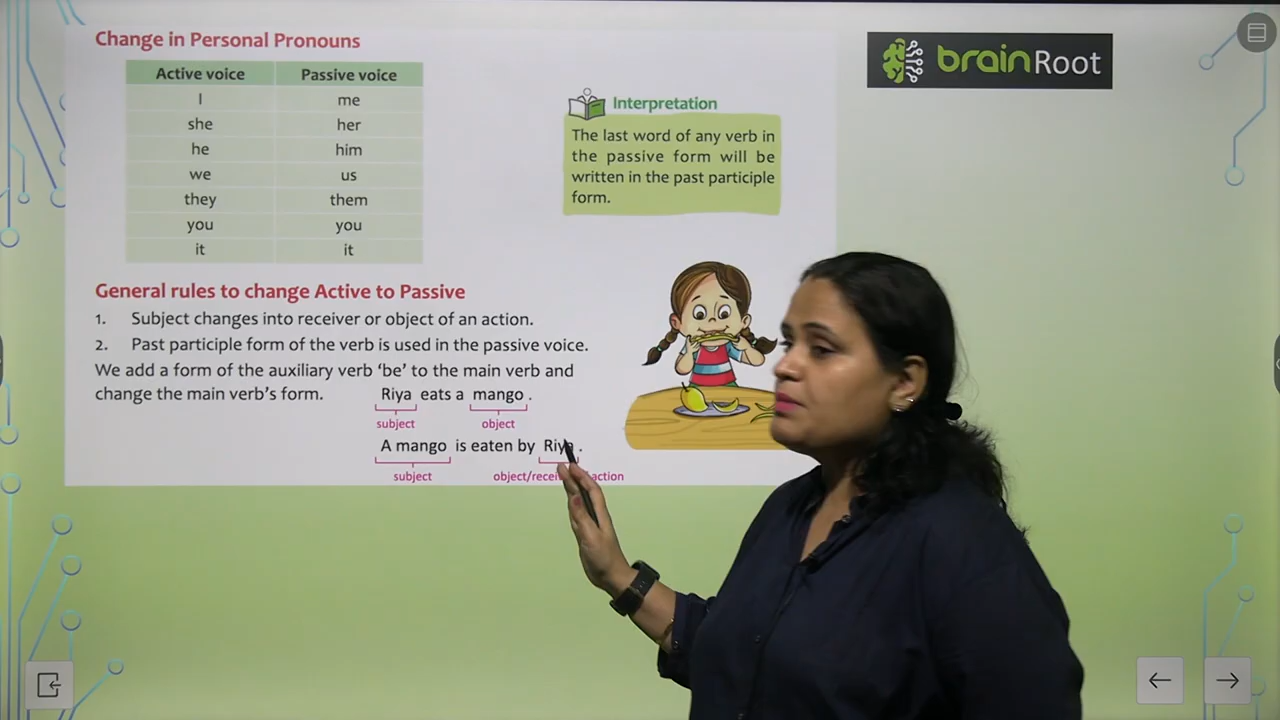 Change in Personal Pronouns
Active voice Passive voice
I me
she her
he him
we us
they them
you you
it it
Interpretation
The last word of any verb in
the passive form will be
written in the past participle
form.
brainRoot
General rules to change Active to Passive
1. Subject changes into receiver or object of an action.
2. Past participle form of the verb is used in the passive voice.
We add a form of the auxiliary verb ‘be’ to the main verb and
change the main verb’s form.
Riya eats a mango .
subject object
A mango is eaten by Riya .
subject action